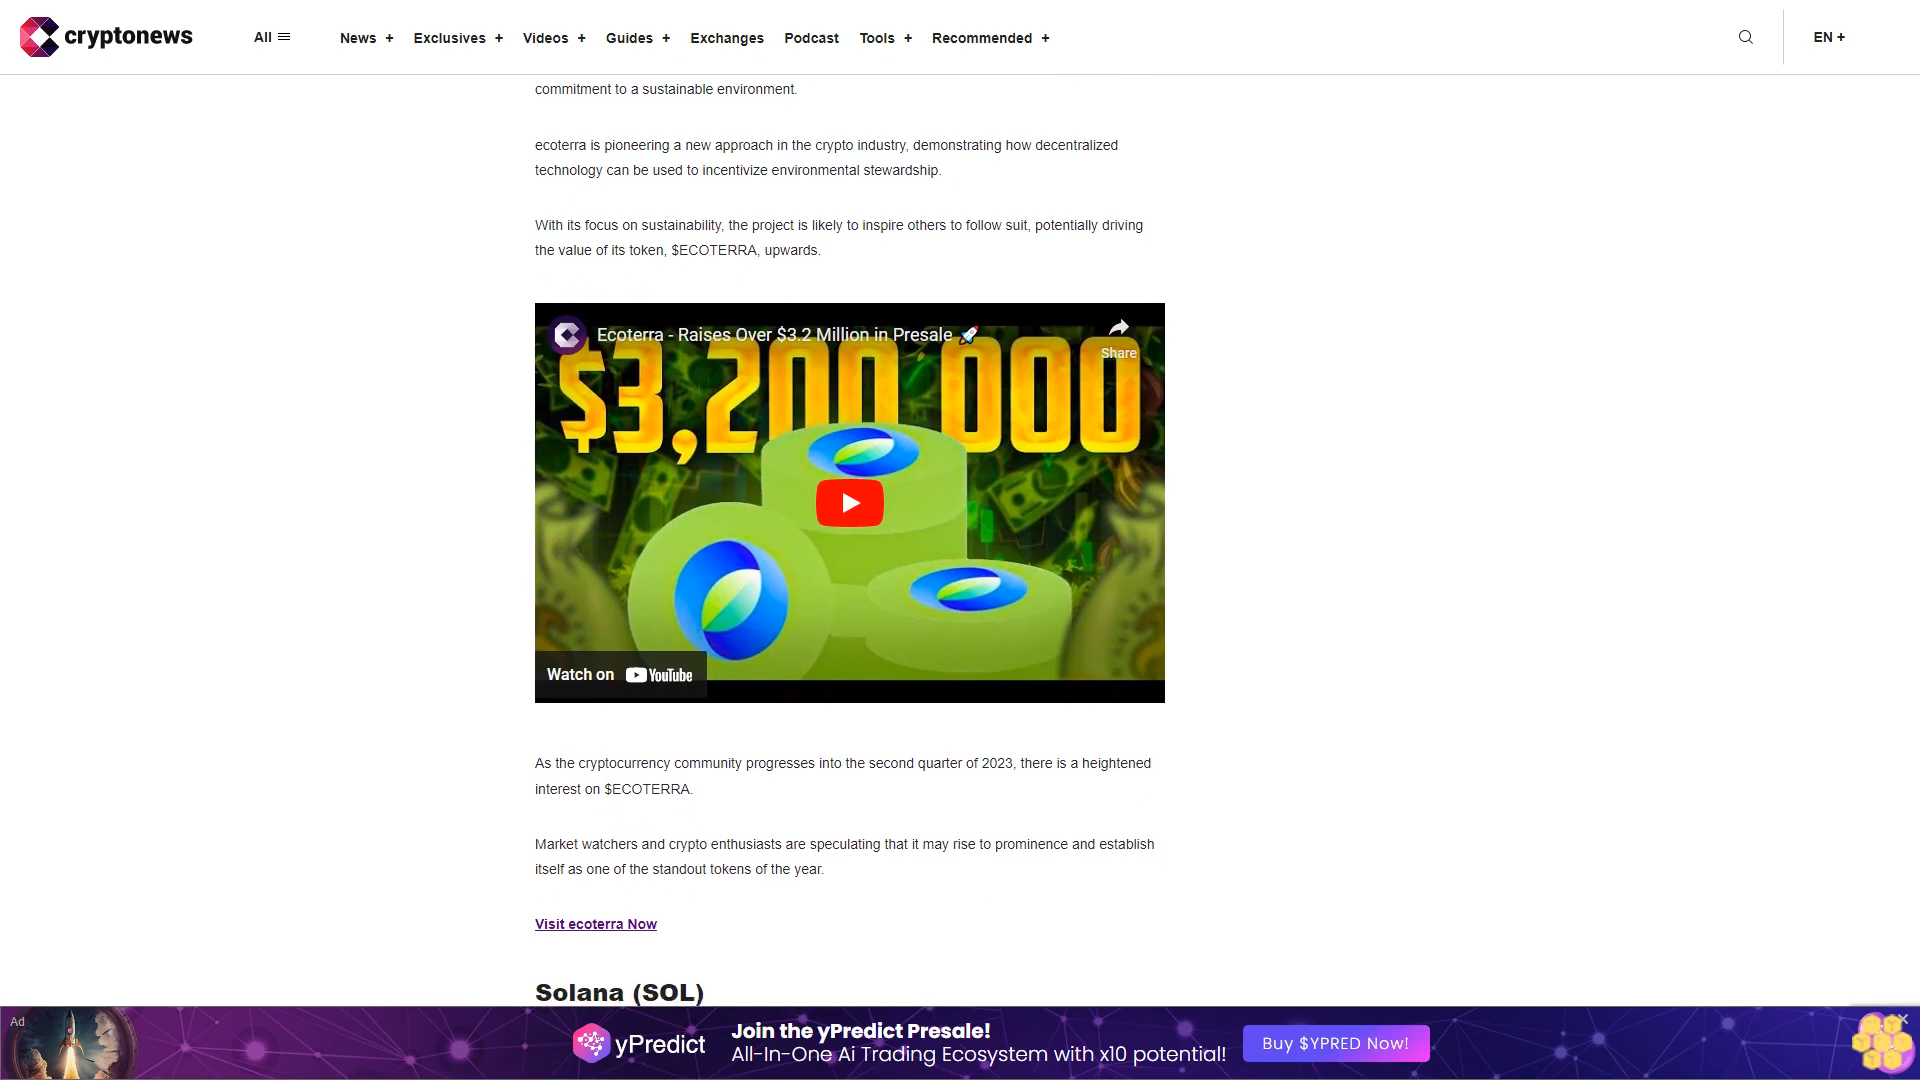 cryptonews
All
News +
Exclusives +
Videos +
Guides +
Exchanges
Podcast
Tools +
Recommended +
EN +
commitment to a sustainable environment.
ecoterra is pioneering a new approach in the crypto industry, demonstrating how decentralized
technology can be used to incentivize environmental stewardship.
With its focus on sustainability, the project is likely to inspire others to follow suit, potentially driving
the value of its token, $ECOTERRA, upwards.
Ecoterra - Raises Over $3.2 Million in Presale 🚀
Share
$3,200 000
Watch on YouTube
As the cryptocurrency community progresses into the second quarter of 2023, there is a heightened
interest on $ECOTERRA.
Market watchers and crypto enthusiasts are speculating that it may rise to prominence and establish
itself as one of the standout tokens of the year.
Visit ecoterra Now
Solana (SOL)
Ad
yPredict
Join the yPredict Presale!
All-In-One Ai Trading Ecosystem with x10 potential!
Buy $YPRED Now!